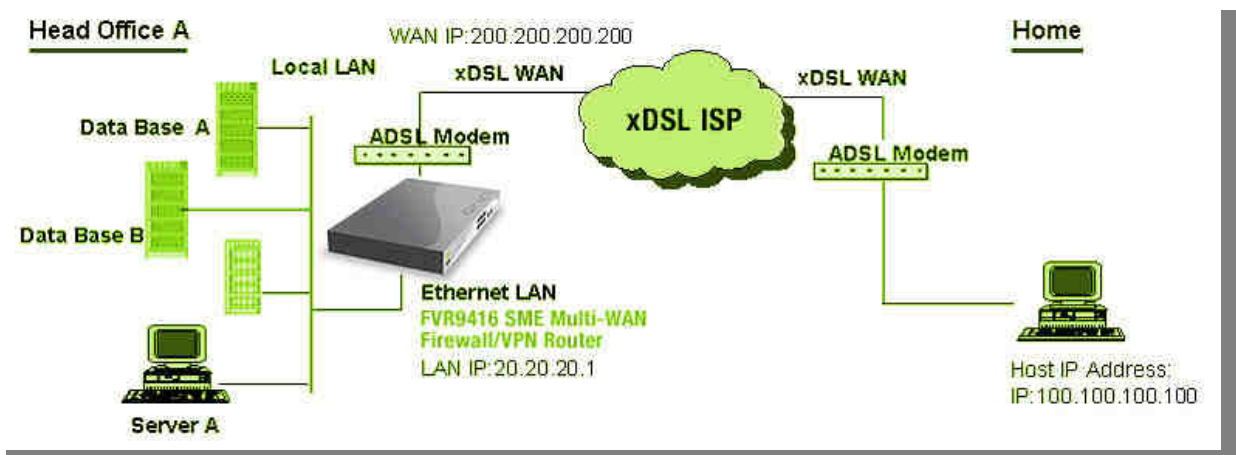 Head Office A
WAN IP:200.200.200.200
Home
Local LAN
xDSL WAN
xDSL WAN
xDSL ISP
Data Base A
ADSL Modem
ADSL Modem
Data Base B
Ethernet LAN
FVR9416 SME Multi-WAN
Firewall/VPN Router
LAN IP:20.20.20.1
Host IP Address:
IP:100.100.100.100
Server A